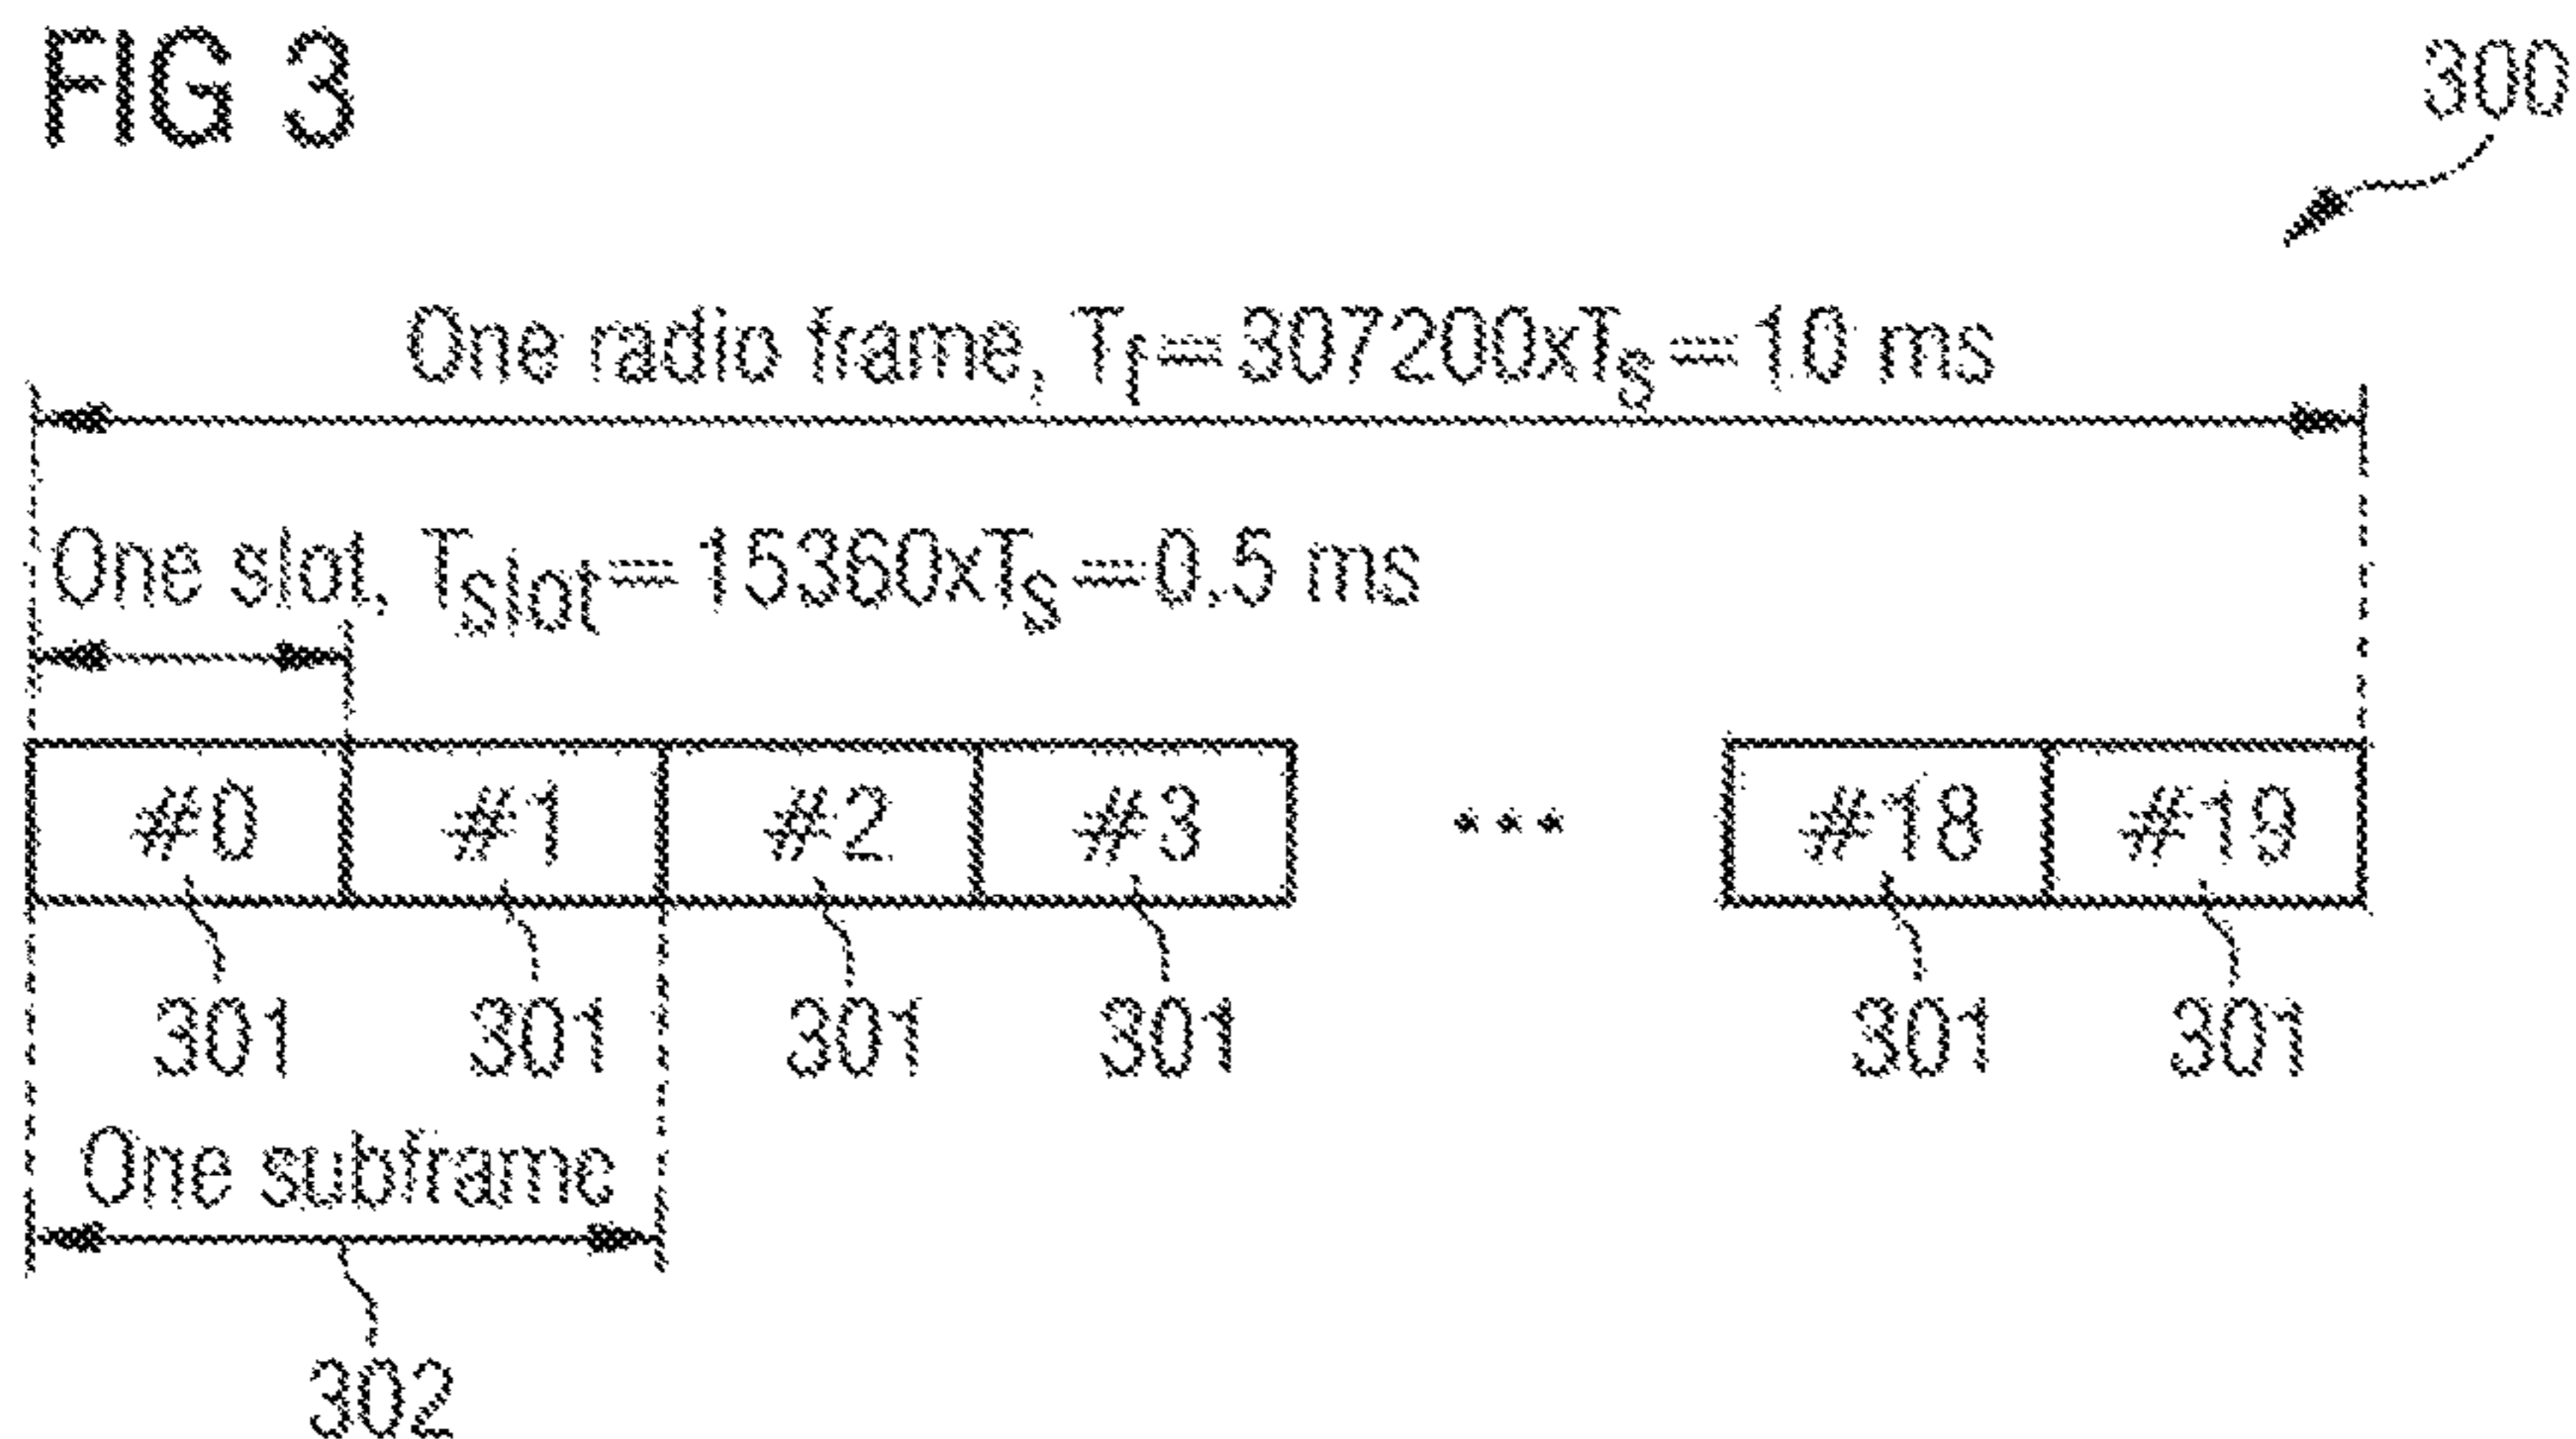 FIG 3
300
One radio frame, Tf=307200xTs=10 ms
One slot, Tslot=15360xTs=0.5 ms
#0 #1 #2 #3 ... #18 #19
301 301 301 301 301 301
One subframe
302